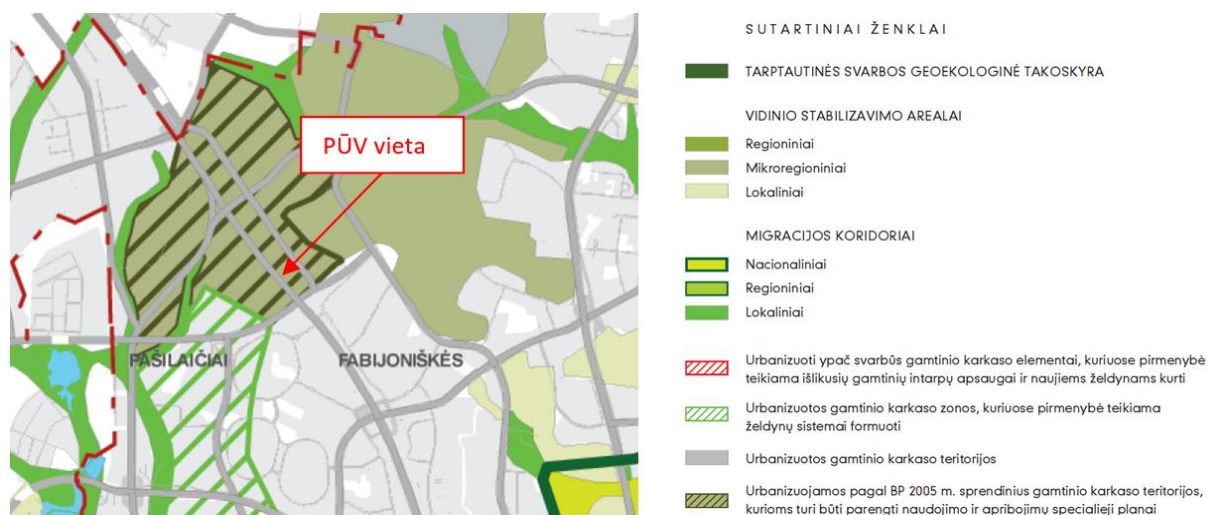 PŪV vieta
PAŠILAIČIAI
FABIJONIŠKĖS
SUTARTINIAI ŽENKLAI
TARPTAUTINĖS SVARBOS GEOEKOLOGINĖ TAKOSKYRA
VIDINIO STABILIZAVIMO AREALAI
Regioniniai
Mikroregioniniai
Lokaliniai
MIGRACIJOS KORIDORIAI
Nacionaliniai
Regioniniai
Lokaliniai
Urbanizuoti ypač svarbūs gamtinio karkaso elementai, kuriuose pirmenybė
teikiama išlikusių gamtinių intarpų apsaugai ir naujiems želdynams kurti
Urbanizuotos gamtinio karkaso zonos, kuriuose pirmenybė teikiama
želdynų sistemai formuoti
Urbanizuotos gamtinio karkaso teritorijos
Urbanizuojamos pagal BP 2005 m. sprendinius gamtinio karkaso teritorijos,
kurioms turi būti parengti naudojimo ir apribojimų specialieji planai